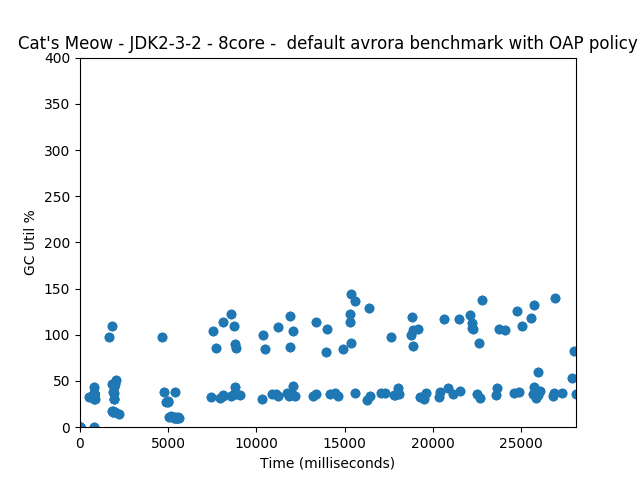 Cat's Meow - JDK2-3-2 - 8core -  default avrora benchmark with OAP policy
400
350
300
250
200
150
100
50
0
GC Util %
0 5000 10000 15000 20000 25000
Time (milliseconds)